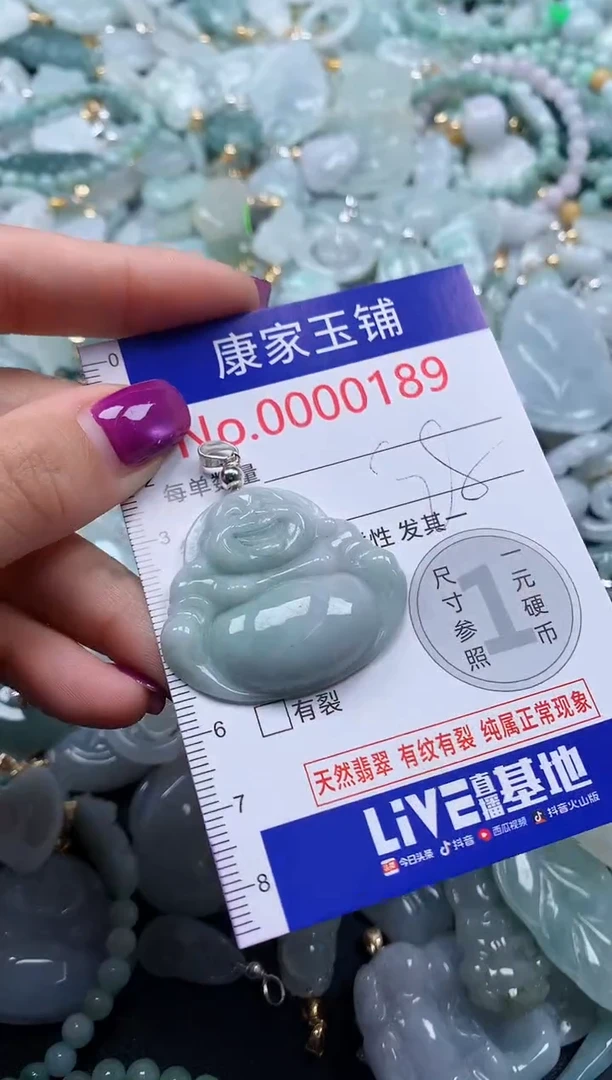 康家玉铺
No.0000189
每单数量
98
性 发其一
尺寸参照
1
一元硬币
0
2
3
6
7
8
有裂
天然翡翠 有纹有裂 纯属正常现象
LiVE直播基地
今日头条 抖音 西瓜视频 抖音火山版